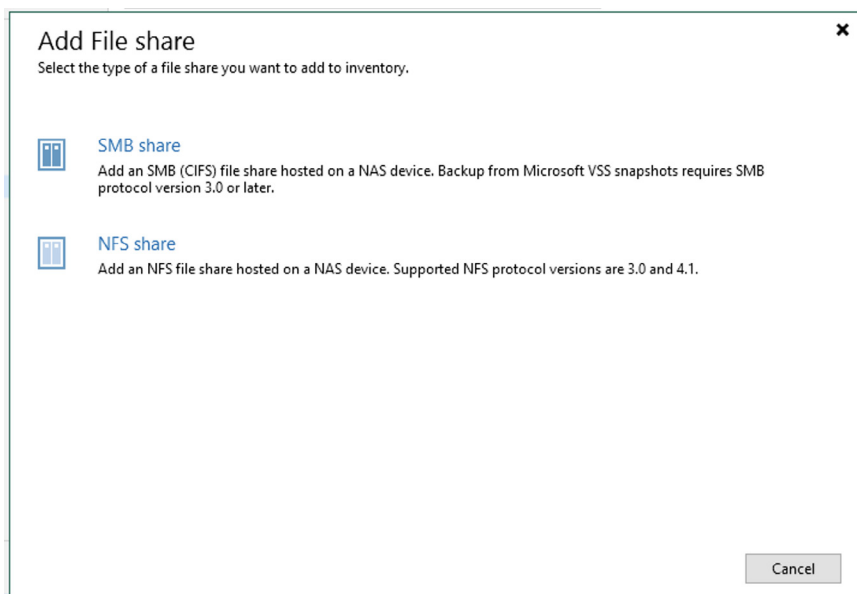 Add File share
Select the type of a file share you want to add to inventory.
SMB share
Add an SMB (CIFS) file share hosted on a NAS device. Backup from Microsoft VSS snapshots requires SMB
protocol version 3.0 or later.
NFS share
Add an NFS file share hosted on a NAS device. Supported NFS protocol versions are 3.0 and 4.1.
Cancel